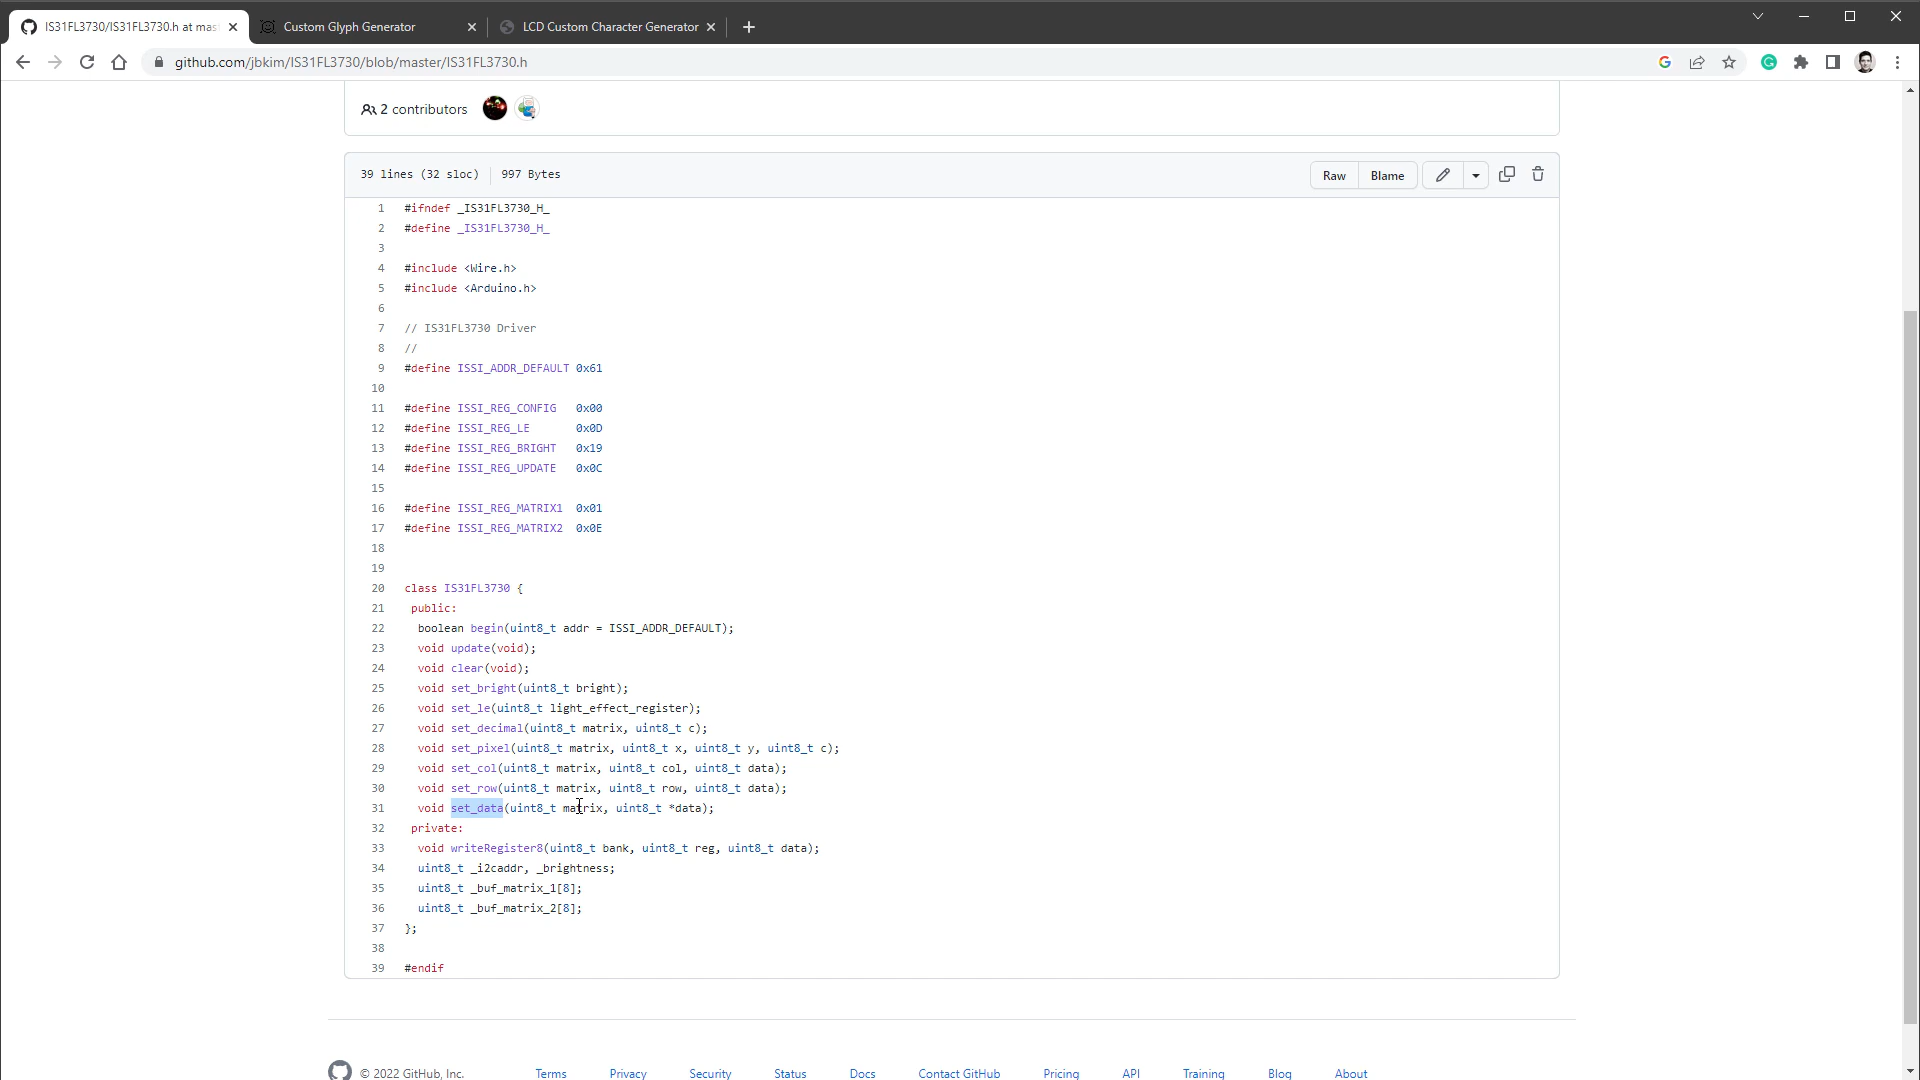 IS31FL3730/IS31FL3730.h at mas
Custom Glyph Generator
LCD Custom Character Generator
github.com/jbkim/IS31FL3730/blob/master/IS31FL3730.h
2 contributors
39 lines (32 sloc) 997 Bytes
Raw Blame
1 #ifndef _IS31FL3730_H_
2 #define _IS31FL3730_H_
3
4 #include <Wire.h>
5 #include <Arduino.h>
6
7 // IS31FL3730 Driver
8 //
9 #define ISSI_ADDR_DEFAULT 0x61
10
11 #define ISSI_REG_CONFIG 0x00
12 #define ISSI_REG_LE 0x0D
13 #define ISSI_REG_BRIGHT 0x19
14 #define ISSI_REG_UPDATE 0x0C
15
16 #define ISSI_REG_MATRIX1 0x01
17 #define ISSI_REG_MATRIX2 0x0E
18
19
20 class IS31FL3730 {
21 public:
22 boolean begin(uint8_t addr = ISSI_ADDR_DEFAULT);
23 void update(void);
24 void clear(void);
25 void set_bright(uint8_t bright);
26 void set_le(uint8_t light_effect_register);
27 void set_decimal(uint8_t matrix, uint8_t c);
28 void set_pixel(uint8_t matrix, uint8_t x, uint8_t y, uint8_t c);
29 void set_col(uint8_t matrix, uint8_t col, uint8_t data);
30 void set_row(uint8_t matrix, uint8_t row, uint8_t data);
31 void set_data(uint8_t matrix, uint8_t *data);
32 private:
33 void writeRegister8(uint8_t bank, uint8_t reg, uint8_t data);
34 uint8_t _i2caddr, _brightness;
35 uint8_t _buf_matrix_1[8];
36 uint8_t _buf_matrix_2[8];
37 };
38
39 #endif
© 2022 GitHub, Inc. Terms Privacy Security Status Docs Contact GitHub Pricing API Training Blog About